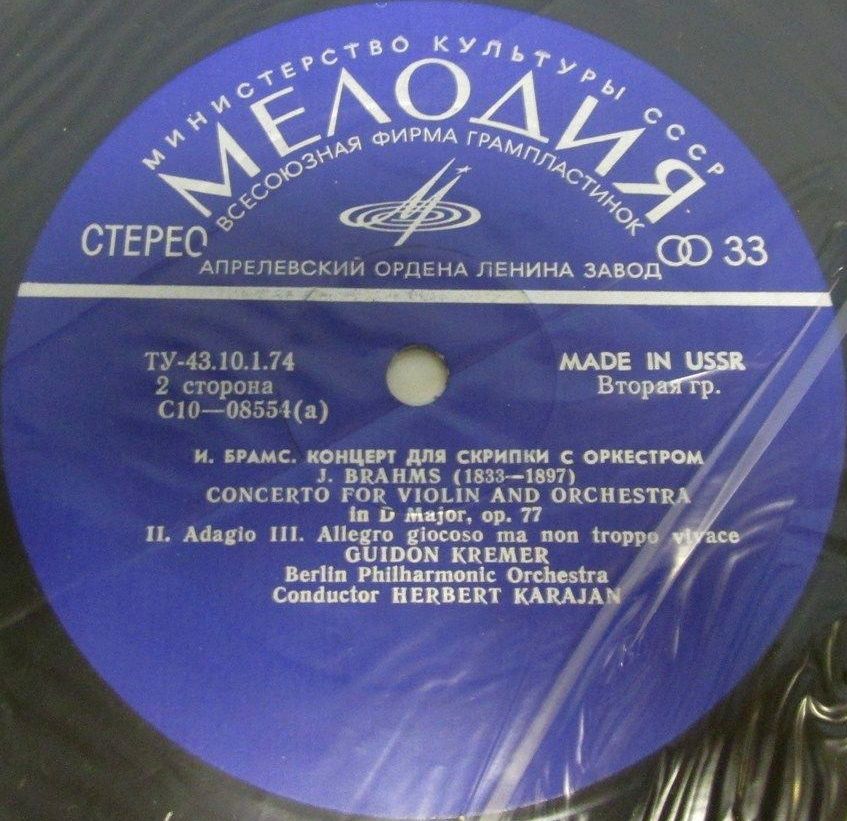 МИНИСТЕРСТВО КУЛЬТУРЫ СССР
МЕЛОДИЯ
ВСЕСОЮЗНАЯ ФИРМА ГРАМПЛАСТИНОК
СТЕРЕО 33
АПРЕЛЕВСКИЙ ОРДЕНА ЛЕНИНА ЗАВОД
ТУ-43.10.1.74 MADE IN USSR
2 сторона Вторая гр.
С10—08554(а)
И. БРАМС. КОНЦЕРТ ДЛЯ СКРИПКИ С ОРКЕСТРОМ
J. BRAHMS (1833—1897)
CONCERTO FOR VIOLIN AND ORCHESTRA
in D Major, op. 77
II. Adagio III. Allegro giocoso ma non troppo vivace
GUIDON KREMER
Berlin Philharmonic Orchestra
Conductor HERBERT KARAJAN